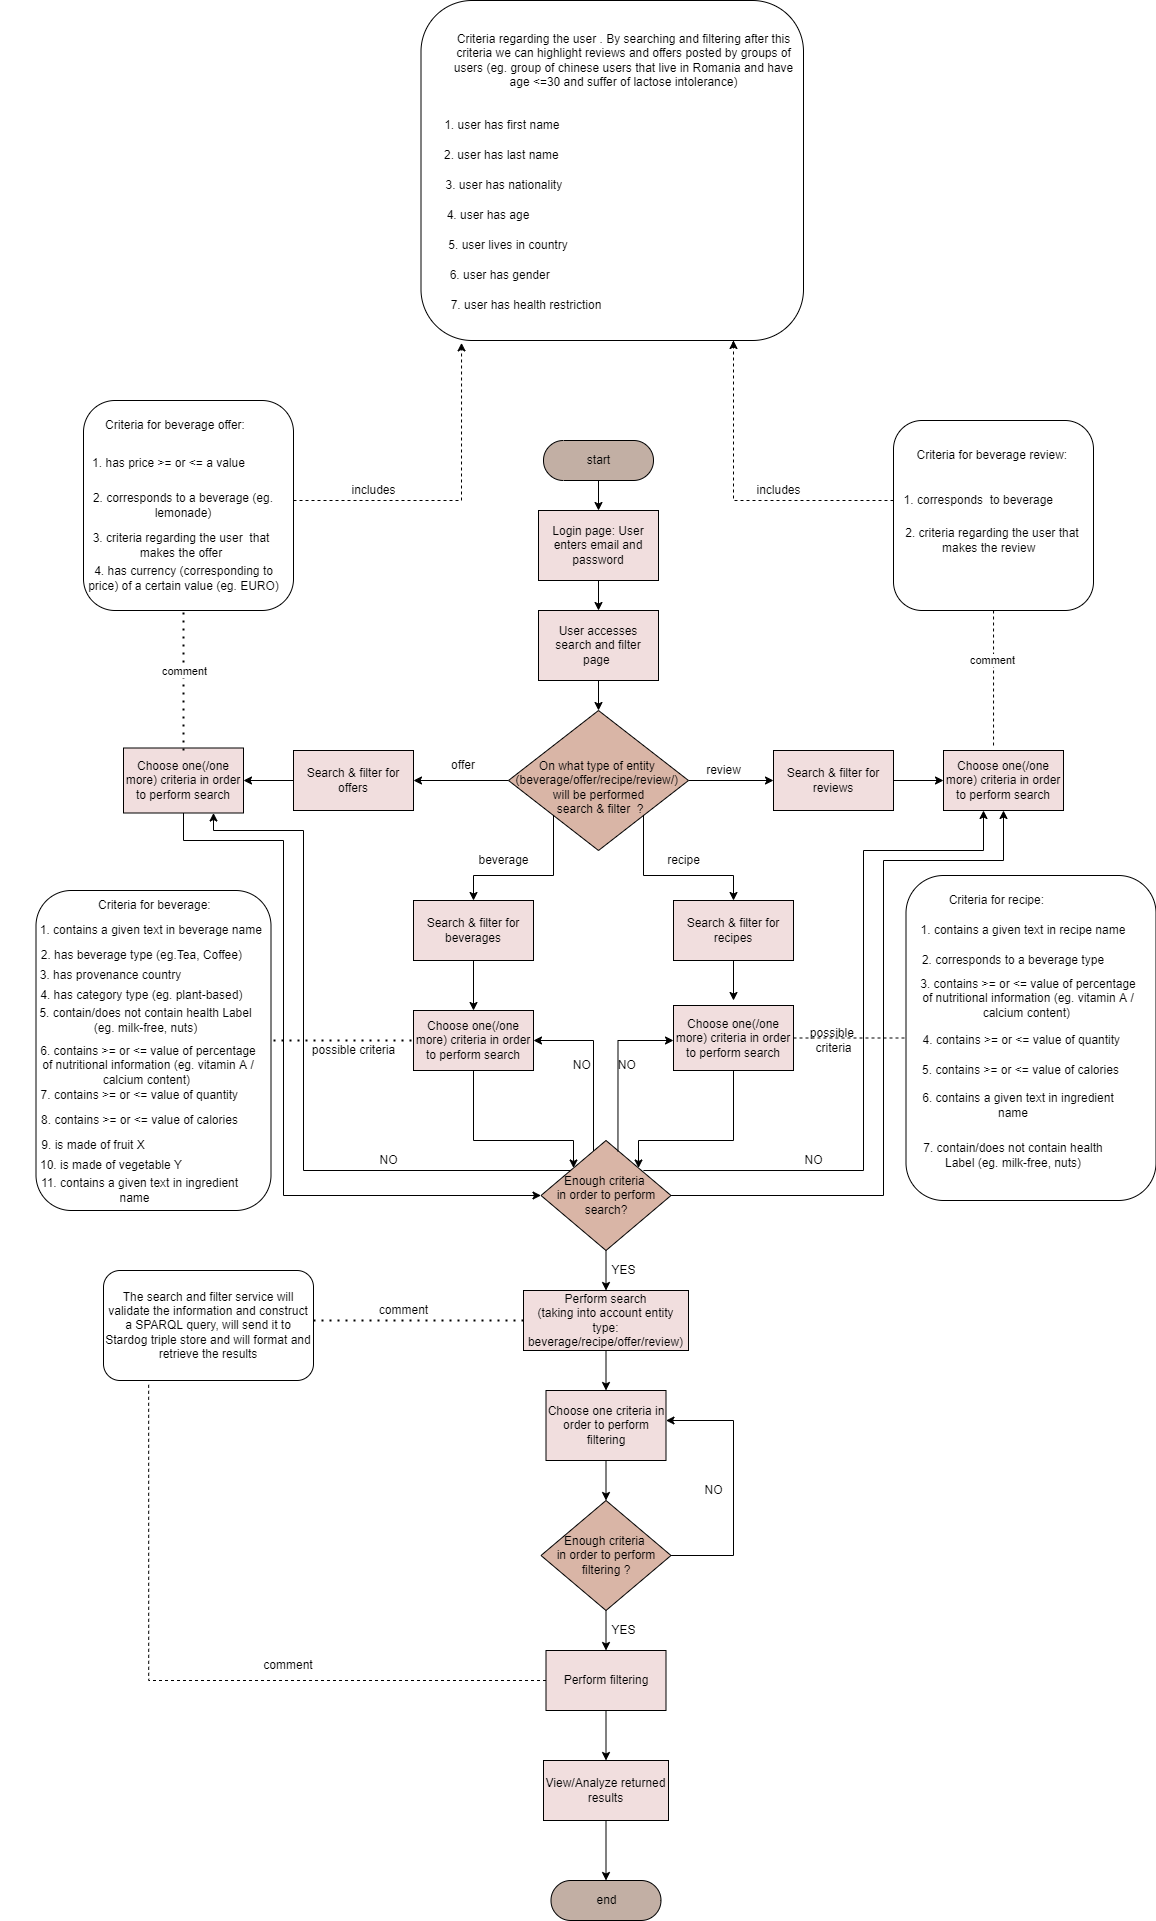 Criteria regarding the user . By searching and filtering after this
criteria we can highlight reviews and offers posted by groups of
users (eg. group of chinese users that live in Romania and have
age <=30 and suffer of lactose intolerance)
1. user has first name
2. user has last name
3. user has nationality
4. user has age
5. user lives in country
6. user has gender
7. user has health restriction
Criteria for beverage offer:
1. has price >= or <= a value
2. corresponds to a beverage (eg.
lemonade)
3. criteria regarding the user that
makes the offer
4. has currency (corresponding to
price) of a certain value (eg. EURO)
includes
start
includes
Criteria for beverage review:
1. corresponds to beverage
2. criteria regarding the user that
makes the review
Login page: User
enters email and
password
User accesses
search and filter
page
comment
comment
Choose one(/one
more) criteria in order
to perform search
Search & filter for
offers
offer
On what type of entity
(beverage/offer/recipe/review/)
will be performed
search & filter ?
review
Search & filter for
reviews
Choose one(/one
more) criteria in order
to perform search
beverage
recipe
Search & filter for
beverages
Search & filter for
recipes
Criteria for beverage:
1. contains a given text in beverage name
2. has beverage type (eg.Tea, Coffee)
3. has provenance country
4. has category type (eg. plant-based)
5. contain/does not contain health Label
(eg. milk-free, nuts)
6. contains >= or <= value of percentage
of nutritional information (eg. vitamin A /
calcium content)
7. contains >= or <= value of quantity
8. contains >= or <= value of calories
9. is made of fruit X
10. is made of vegetable Y
11. contains a given text in ingredient
name
possible criteria
Choose one(/one
more) criteria in order
to perform search
NO
NO
Choose one(/one
more) criteria in order
to perform search
possible
criteria
Criteria for recipe:
1. contains a given text in recipe name
2. corresponds to a beverage type
3. contains >= or <= value of percentage
of nutritional information (eg. vitamin A /
calcium content)
4. contains >= or <= value of quantity
5. contains >= or <= value of calories
6. contains a given text in ingredient
name
7. contain/does not contain health
Label (eg. milk-free, nuts)
NO
NO
Enough criteria
in order to perform
search?
YES
The search and filter service will
validate the information and construct
a SPARQL query, will send it to
Stardog triple store and will format and
retrieve the results
comment
Perform search
(taking into account entity
type:
beverage/recipe/offer/review)
Choose one criteria in
order to perform
filtering
NO
Enough criteria
in order to perform
filtering ?
YES
comment
Perform filtering
View/Analyze returned
results
end